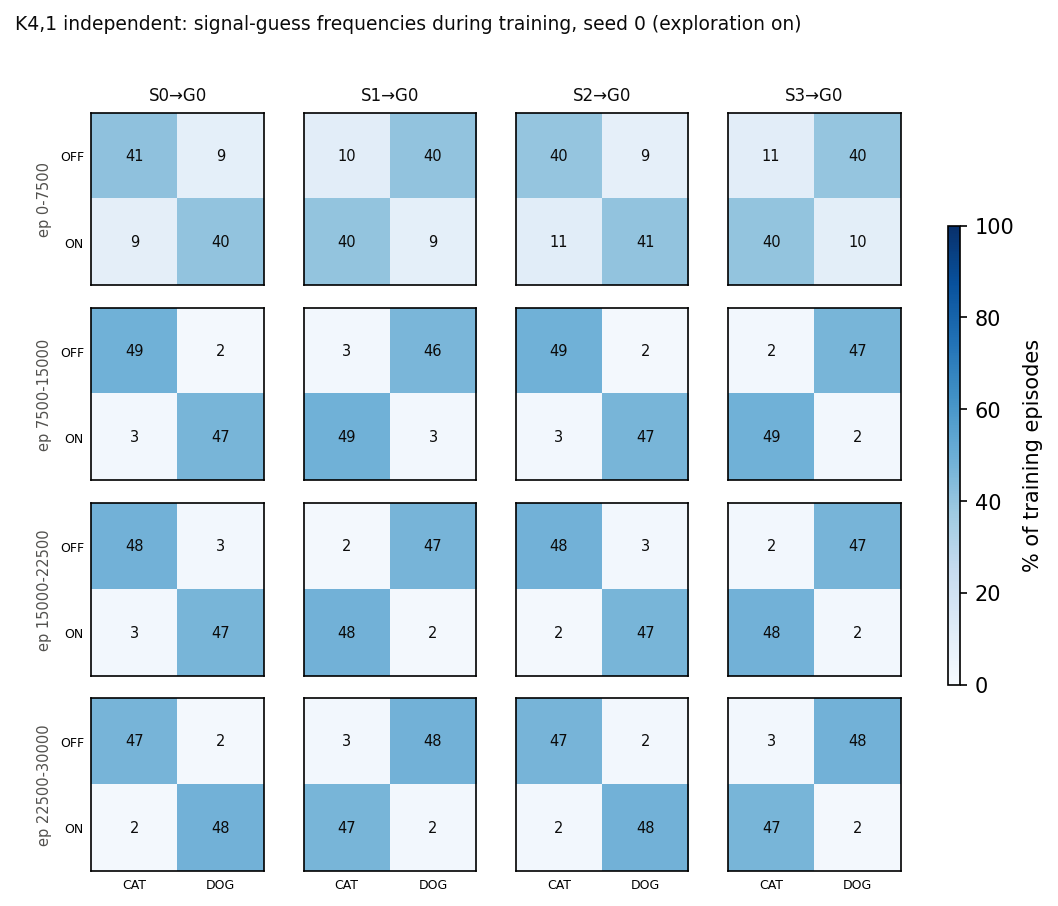 K4,1 independent: signal-guess frequencies during training, seed 0 (exploration on)
S0→G0 S1→G0 S2→G0 S3→G0
ep 0-7500
OFF 41 9 10 40 40 9 11 40
ON 9 40 40 9 11 41 40 10
ep 7500-15000
OFF 49 2 3 46 49 2 2 47
ON 3 47 49 3 3 47 49 2
ep 15000-22500
OFF 48 3 2 47 48 3 2 47
ON 3 47 48 2 2 47 48 2
ep 22500-30000
OFF 47 2 3 48 47 2 3 48
ON 2 48 47 2 2 48 47 2
CAT DOG CAT DOG CAT DOG CAT DOG
100
80
60
40
20
0
% of training episodes